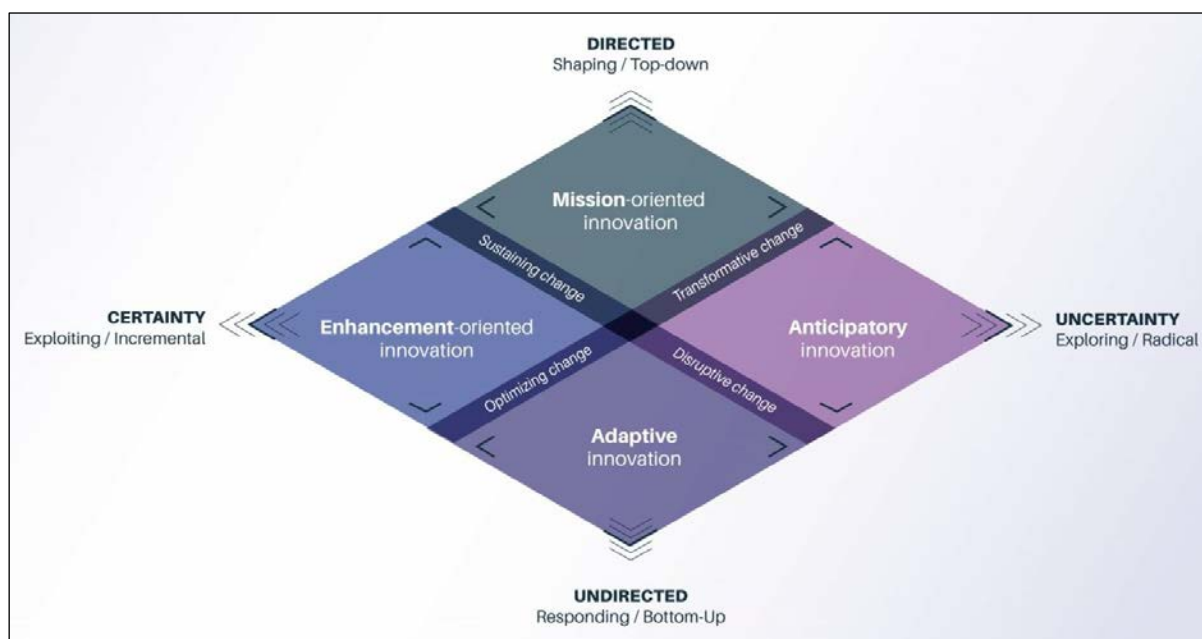 DIRECTED
Shaping / Top-down
Mission-oriented
innovation
Sustaining change
Transformative change
CERTAINTY
Exploiting / Incremental
Enhancement-oriented
innovation
Anticipatory
innovation
UNCERTAINTY
Exploring / Radical
Optimizing change
Disruptive change
Adaptive
innovation
UNDIRECTED
Responding / Bottom-Up